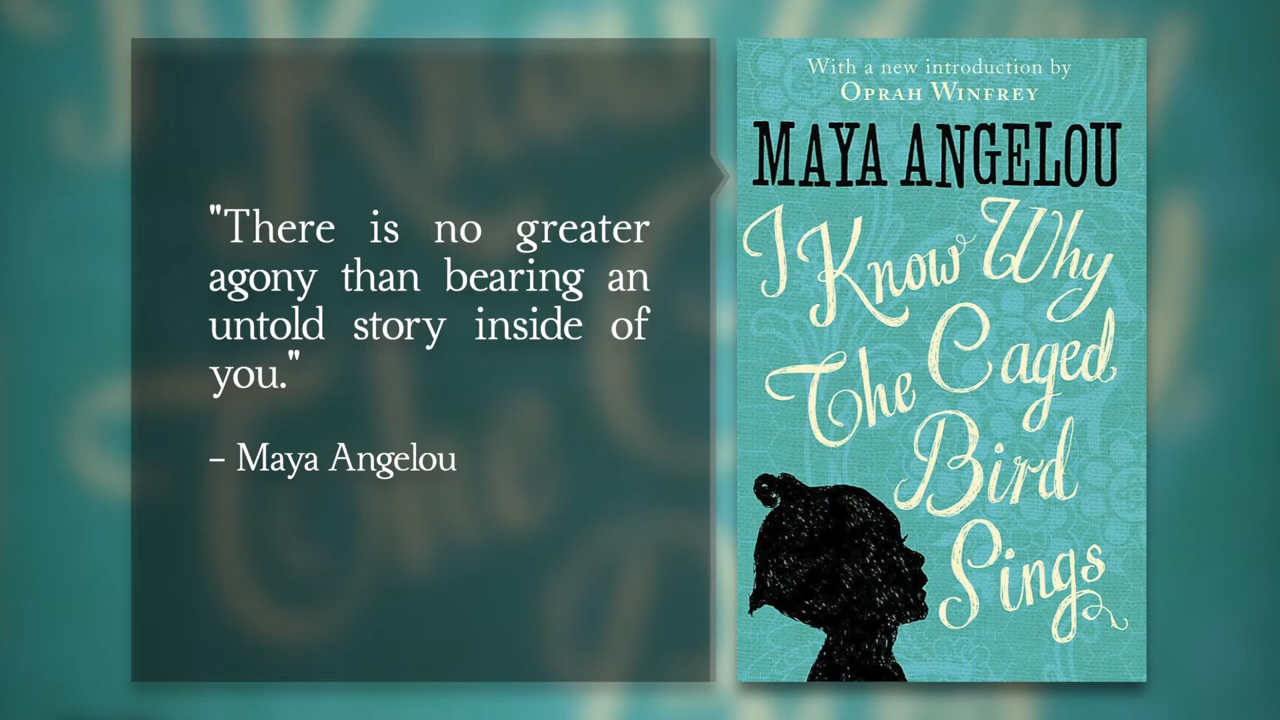 "There is no greater
agony than bearing an
untold story inside of
you."
– Maya Angelou
With a new introduction by
OPRAH WINFREY
MAYA ANGELOU
I Know Why
The Caged
Bird
Sings